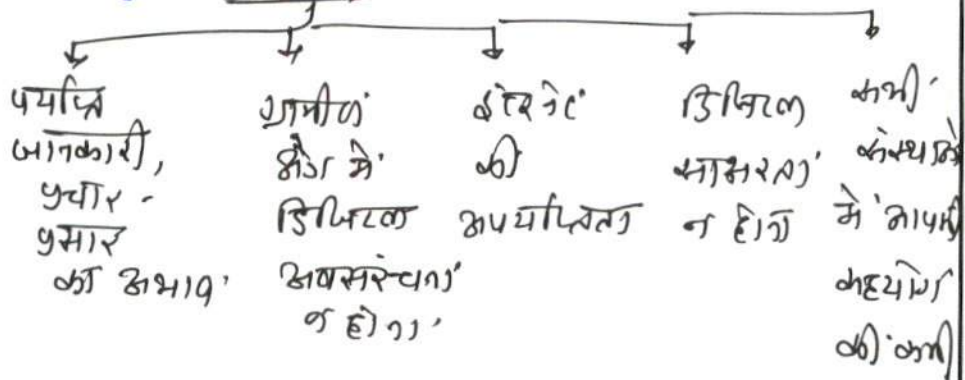 पर्याप्त
जानकारी,
प्रचार -
प्रसार
का अभाव
ग्रामीण
क्षेत्र में
डिजिटल
अवसंरचना
न होना
इंटरनेट
की
अपर्याप्तता
डिजिटल
साक्षरता
न होना
सभी
संस्थानों
में आपसी
सहयोग
की कमी